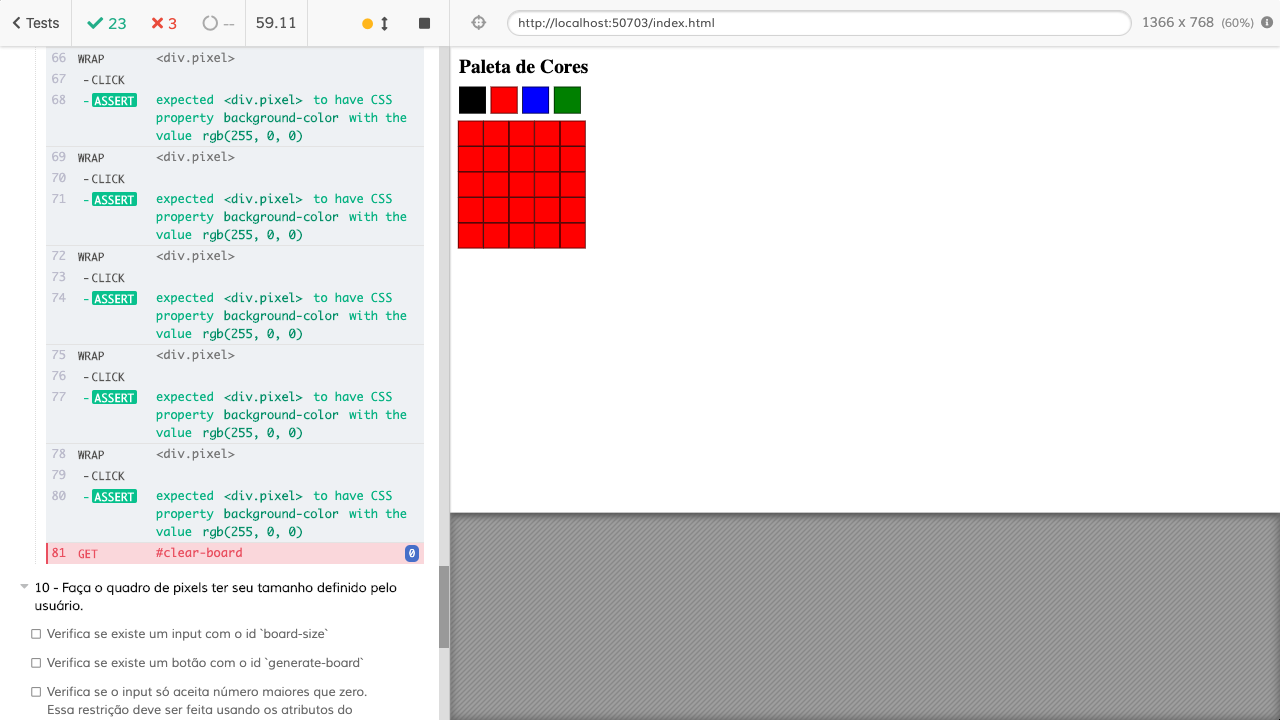 Tests 23 3 -- 59.11 http://localhost:50703/index.html 1366 x 768 (60%)
66 WRAP <div.pixel>
67 -CLICK
68 -ASSERT expected <div.pixel> to have CSS
property background-color with the
value rgb(255, 0, 0)
69 WRAP <div.pixel>
70 -CLICK
71 -ASSERT expected <div.pixel> to have CSS
property background-color with the
value rgb(255, 0, 0)
72 WRAP <div.pixel>
73 -CLICK
74 -ASSERT expected <div.pixel> to have CSS
property background-color with the
value rgb(255, 0, 0)
75 WRAP <div.pixel>
76 -CLICK
77 -ASSERT expected <div.pixel> to have CSS
property background-color with the
value rgb(255, 0, 0)
78 WRAP <div.pixel>
79 -CLICK
80 -ASSERT expected <div.pixel> to have CSS
property background-color with the
value rgb(255, 0, 0)
81 GET #clear-board 0
10 - Faça o quadro de pixels ter seu tamanho definido pelo
usuário.
Verifica se existe um input com o id `board-size`
Verifica se existe um botão com o id `generate-board`
Verifica se o input só aceita número maiores que zero.
Essa restrição deve ser feita usando os atributos do
Paleta de Cores